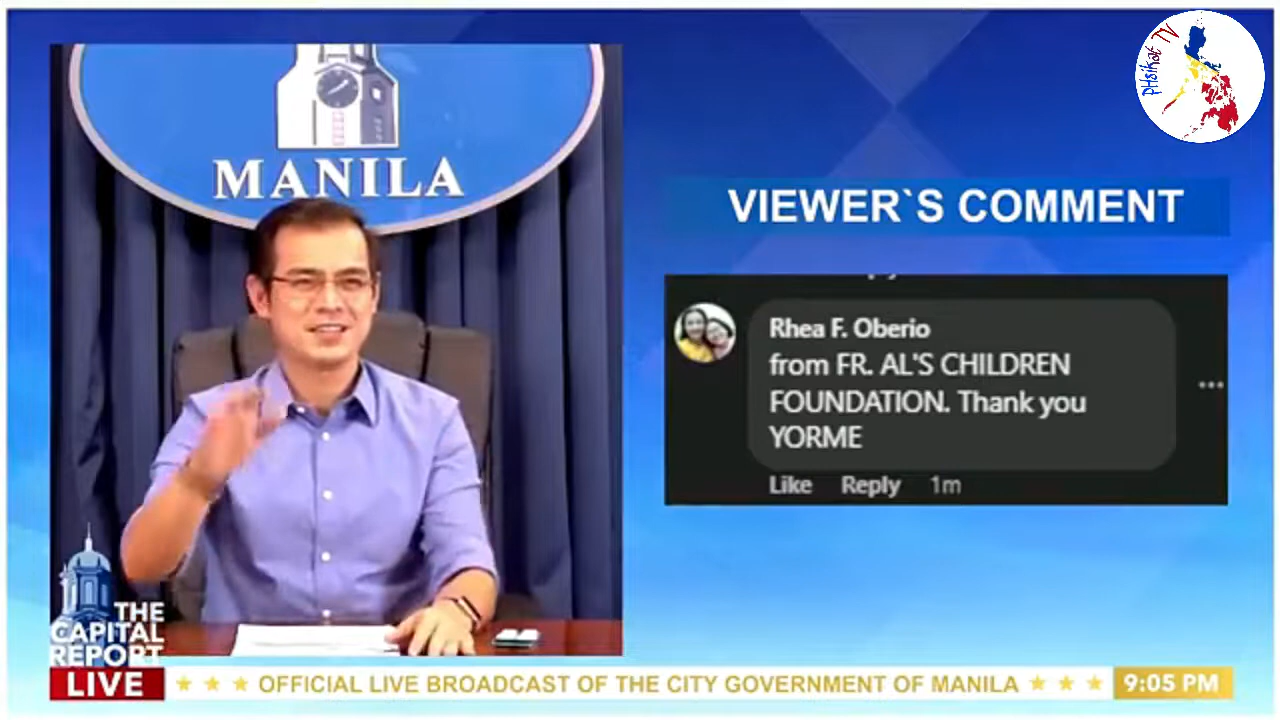 PHsikat TV
MANILA
VIEWER`S COMMENT
Rhea F. Oberio
from FR. AL'S CHILDREN
FOUNDATION. Thank you
YORME
Like Reply 1m
THE
CAPITAL
REPORT
LIVE
OFFICIAL LIVE BROADCAST OF THE CITY GOVERNMENT OF MANILA
9:05 PM